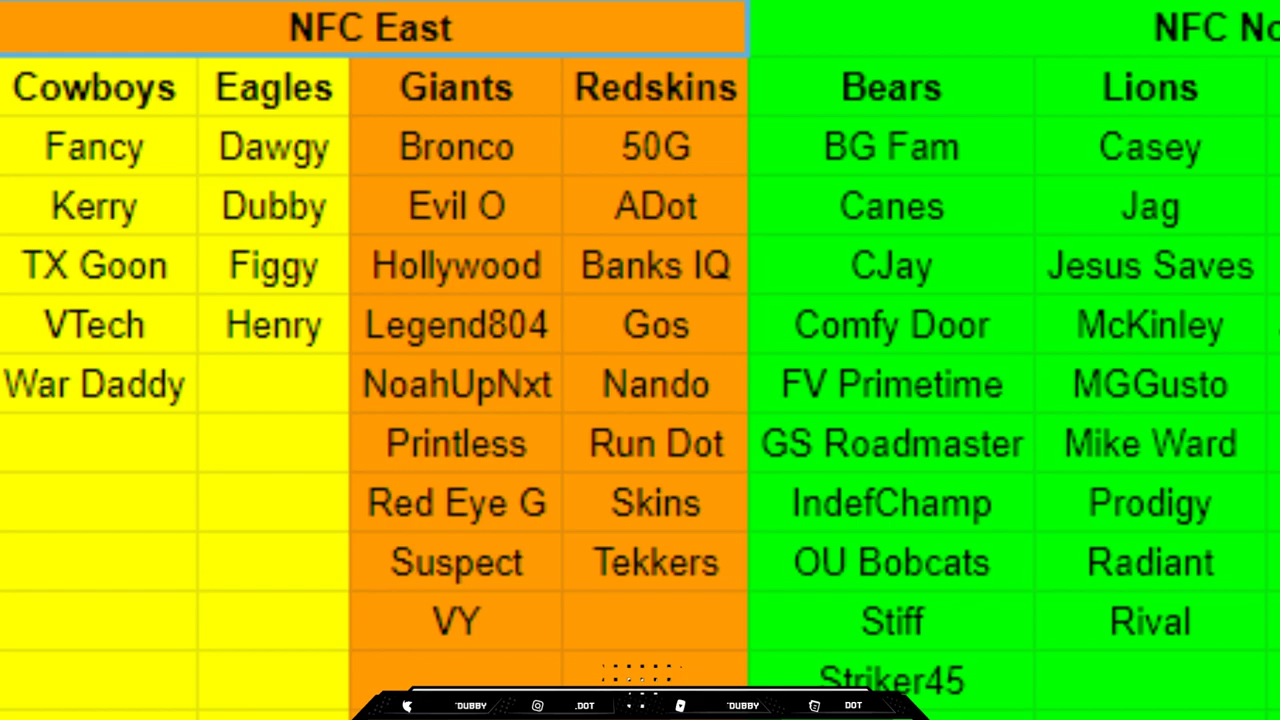 NFC East NFC No
Cowboys Eagles Giants Redskins Bears Lions
Fancy Dawgy Bronco 50G BG Fam Casey
Kerry Dubby Evil O ADot Canes Jag
TX Goon Figgy Hollywood Banks IQ CJay Jesus Saves
VTech Henry Legend804 Gos Comfy Door McKinley
War Daddy NoahUpNxt Nando FV Primetime MGGusto
Printless Run Dot GS Roadmaster Mike Ward
Red Eye G Skins IndefChamp Prodigy
Suspect Tekkers OU Bobcats Radiant
VY Stiff Rival
Striker45
DUBBY .DOT DUBBY DOT